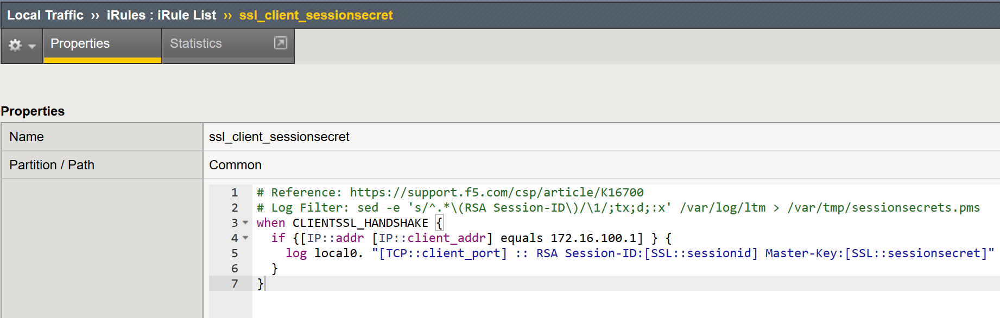 Local Traffic ›› iRules : iRule List ›› ssl_client_sessionsecret
Properties Statistics
Properties
Name ssl_client_sessionsecret
Partition / Path Common
1 # Reference: https://support.f5.com/csp/article/K16700
2 # Log Filter: sed -e 's/^.*\(RSA Session-ID\)/\1/;tx;d;:x' /var/log/ltm > /var/tmp/sessionsecrets.pms
3 when CLIENTSSL_HANDSHAKE {
4 if {[IP::addr [IP::client_addr] equals 172.16.100.1] } {
5 log local0. "[TCP::client_port] :: RSA Session-ID:[SSL::sessionid] Master-Key:[SSL::sessionsecret]"
6 }
7 }